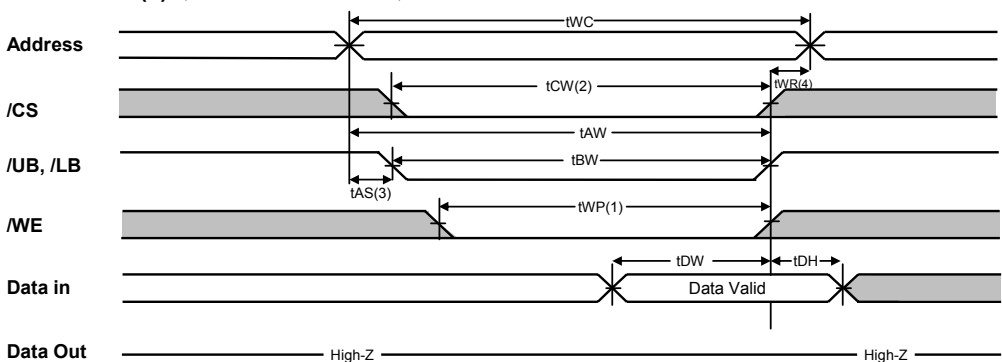 tWC
Address
tWR(4)
tCW(2)
/CS
tAW
/UB, /LB
tBW
tAS(3)
tWP(1)
/WE
tDW
tDH
Data in
Data Valid
Data Out
High-Z
High-Z